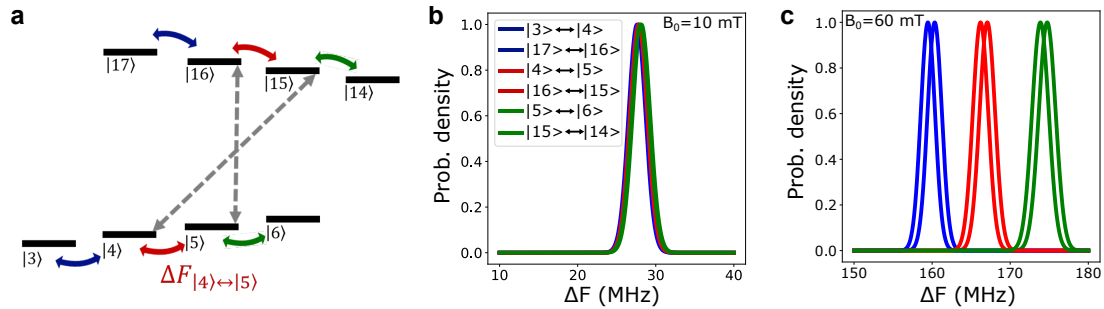 a
|17⟩
|16⟩
|15⟩
|14⟩
|3⟩
|4⟩
|5⟩
|6⟩
ΔF|4⟩↔|5⟩
b
B₀=10 mT
|3>↔|4>
|17>↔|16>
|4>↔|5>
|16>↔|15>
|5>↔|6>
|15>↔|14>
Prob. density
1.0
0.8
0.6
0.4
0.2
0.0
10 20 30 40
ΔF (MHz)
c
B₀=60 mT
Prob. density
1.0
0.8
0.6
0.4
0.2
0.0
150 160 170 180
ΔF (MHz)